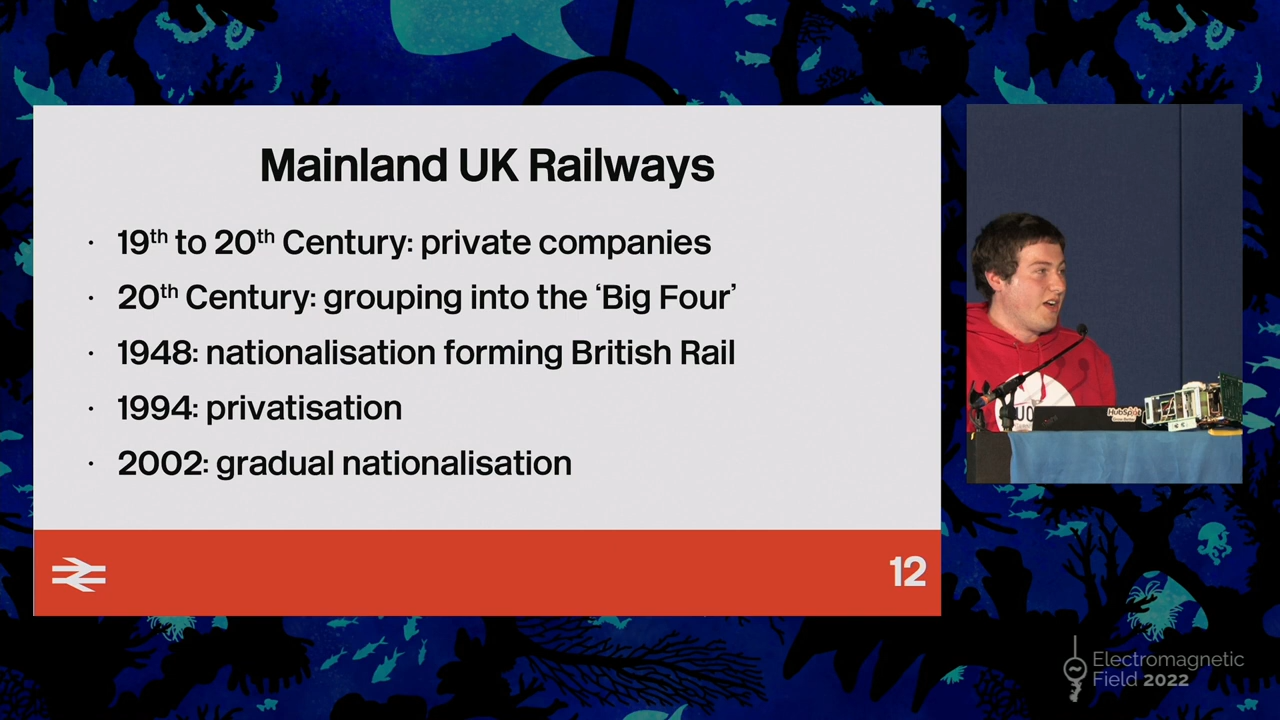 Mainland UK Railways
· 19th to 20th Century: private companies
· 20th Century: grouping into the ‘Big Four’
· 1948: nationalisation forming British Rail
· 1994: privatisation
· 2002: gradual nationalisation
12
HubSpot
Electromagnetic
Field 2022